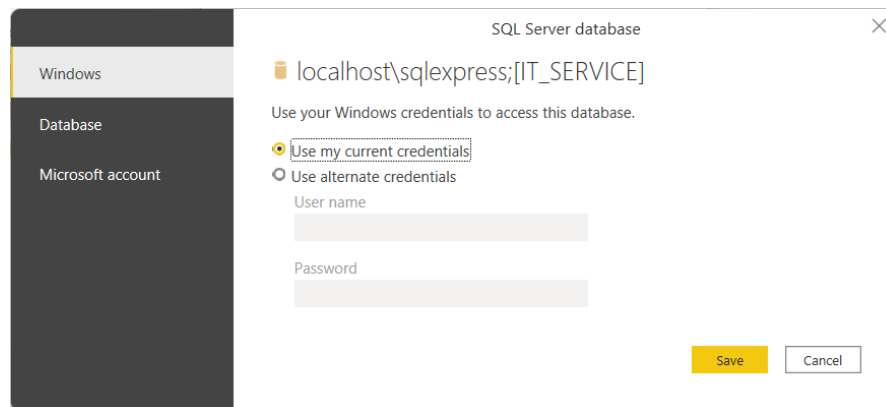 SQL Server database
Windows
Database
Microsoft account
localhost\sqlexpress;[IT_SERVICE]
Use your Windows credentials to access this database.
Use my current credentials
Use alternate credentials
User name
Password
Save
Cancel